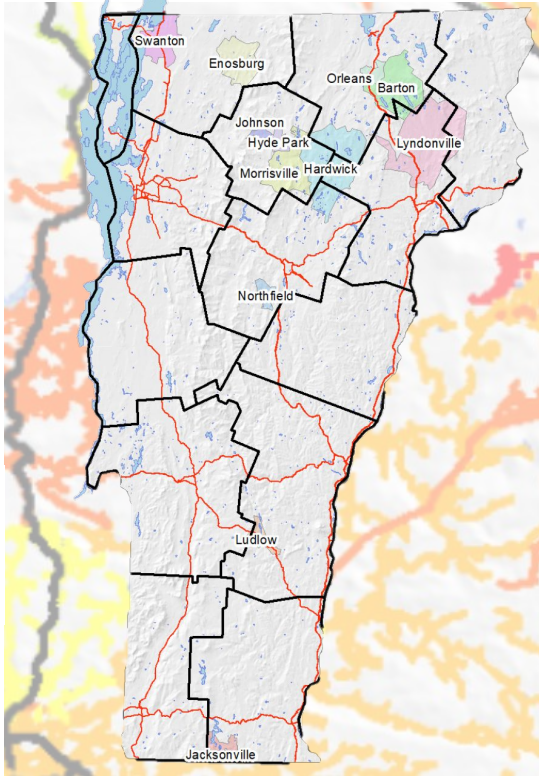 Swanton
Enosburg
Orleans
Barton
Johnson
Hyde Park
Lyndonville
Morrisville
Hardwick
Northfield
Ludlow
Jacksonville